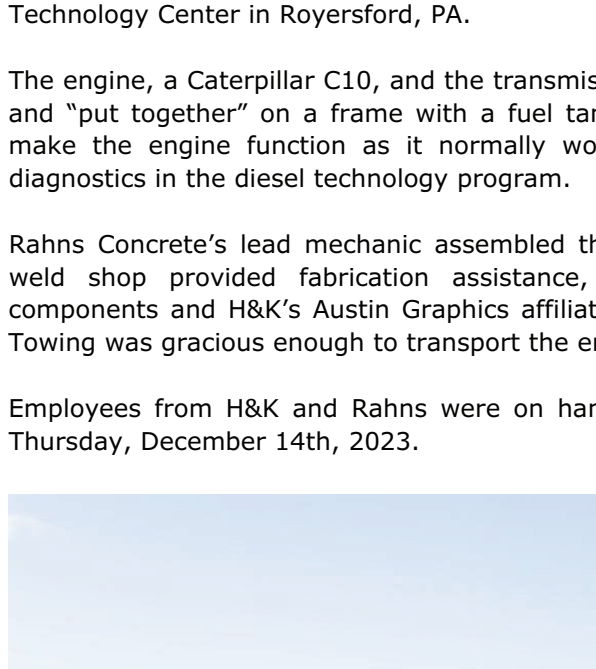 Technology Center in Royersford, PA.
The engine, a Caterpillar C10, and the transmis
and “put together” on a frame with a fuel tan
make the engine function as it normally wo
diagnostics in the diesel technology program.
Rahns Concrete’s lead mechanic assembled th
weld shop provided fabrication assistance,
components and H&K’s Austin Graphics affiliat
Towing was gracious enough to transport the en
Employees from H&K and Rahns were on han
Thursday, December 14th, 2023.